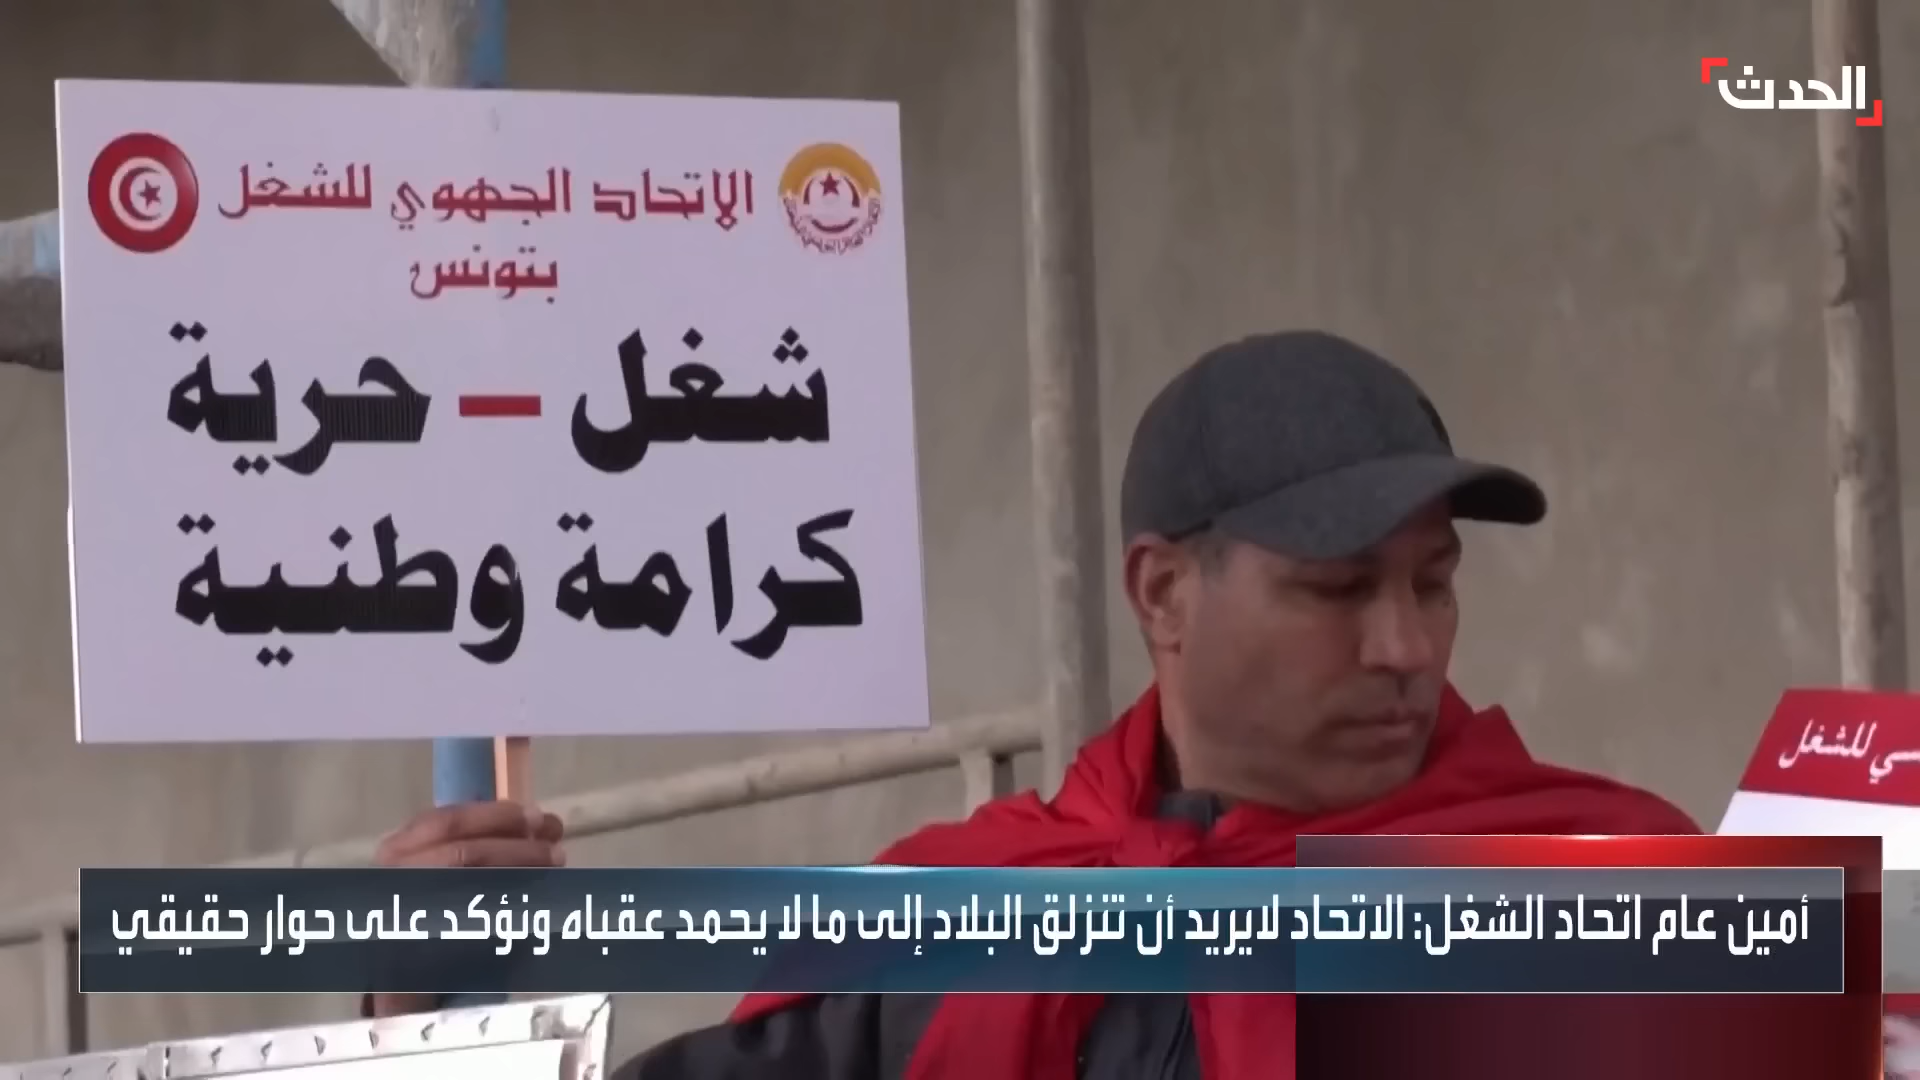 الحدث
الاتحاد الجهوي للشغل
بتونس
شغل – حرية
كرامة وطنية
للشغل
أمين عام اتحاد الشغل: الاتحاد لايريد أن تنزلق البلاد إلى ما لا يحمد عقباه ونؤكد على حوار حقيقي